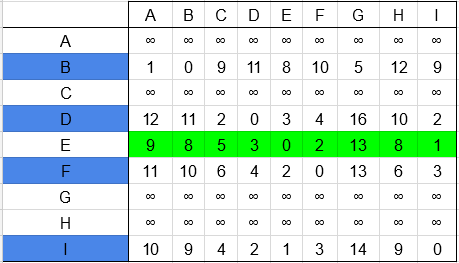 A B C D E F G H I
A ∞ ∞ ∞ ∞ ∞ ∞ ∞ ∞ ∞
B 1 0 9 11 8 10 5 12 9
C ∞ ∞ ∞ ∞ ∞ ∞ ∞ ∞ ∞
D 12 11 2 0 3 4 16 10 2
E 9 8 5 3 0 2 13 8 1
F 11 10 6 4 2 0 13 6 3
G ∞ ∞ ∞ ∞ ∞ ∞ ∞ ∞ ∞
H ∞ ∞ ∞ ∞ ∞ ∞ ∞ ∞ ∞
I 10 9 4 2 1 3 14 9 0